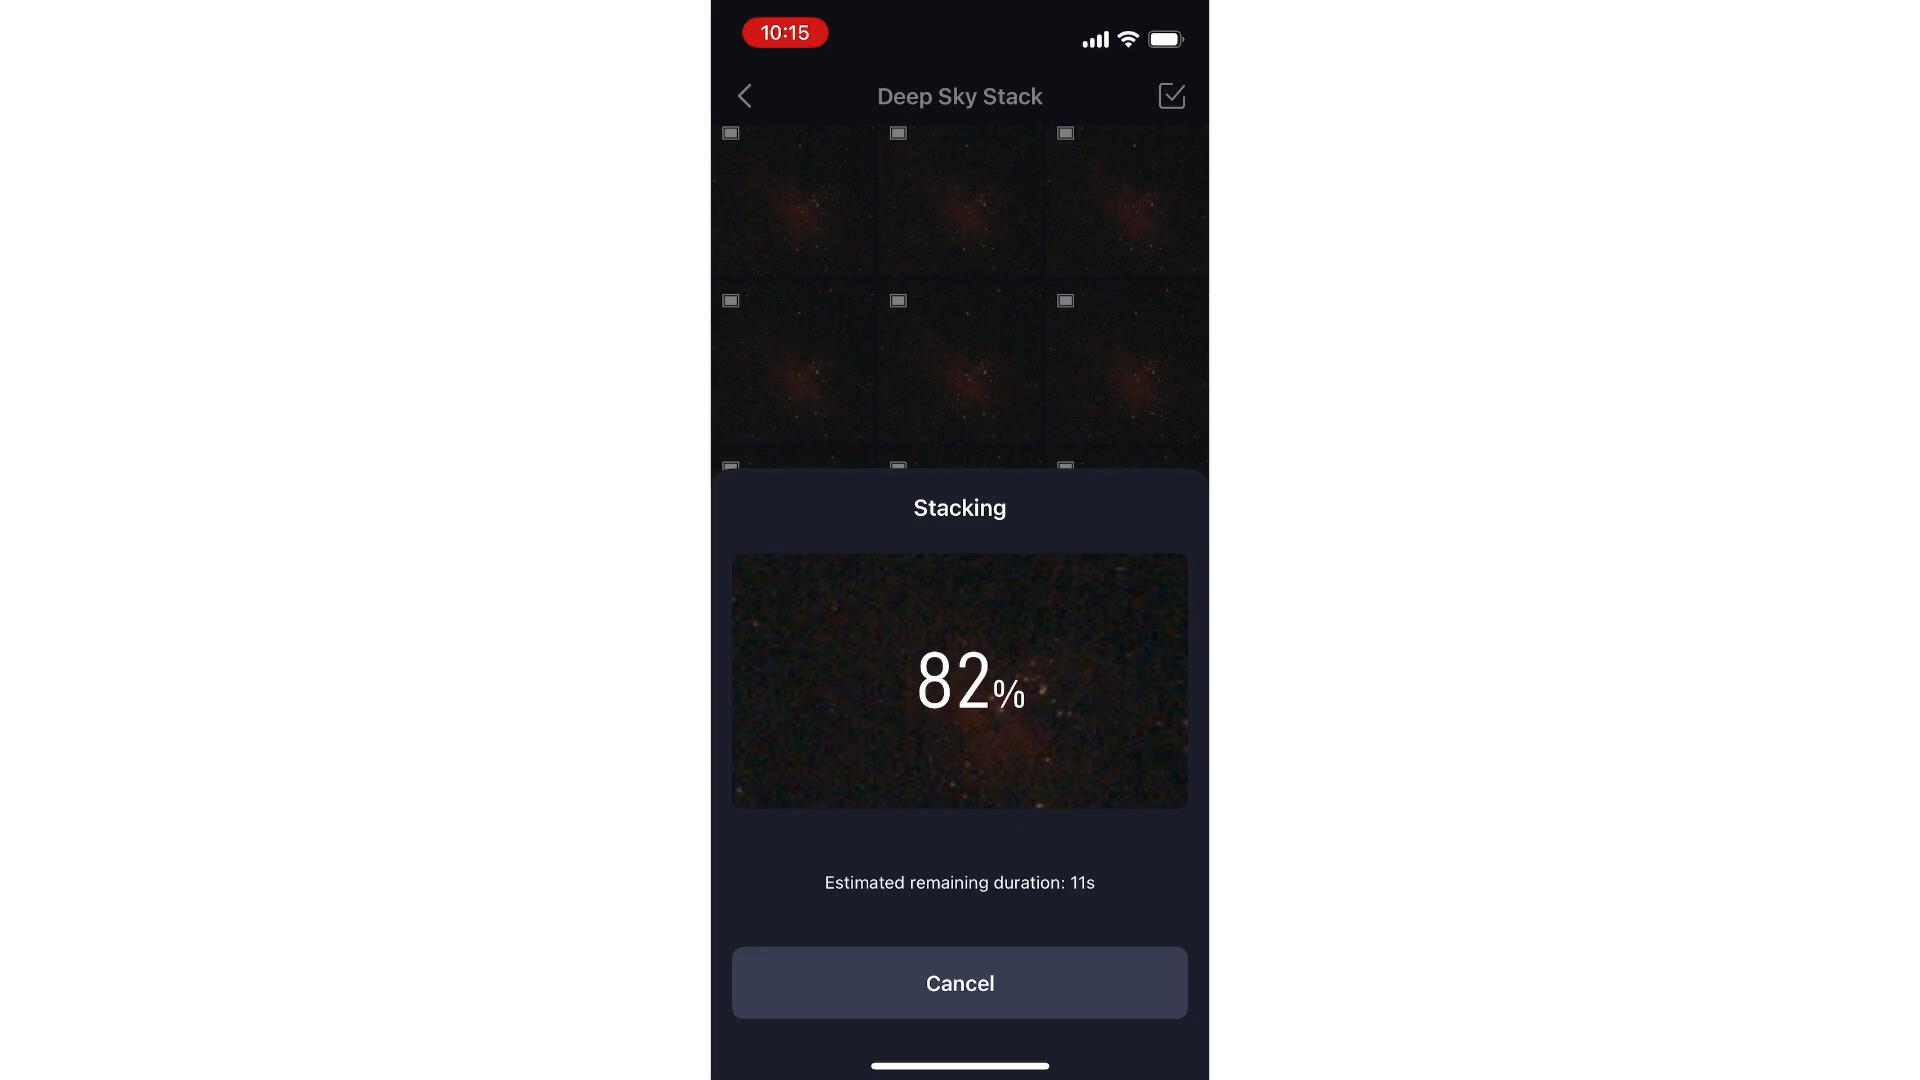 10:15
Deep Sky Stack
Stacking
82%
Estimated remaining duration: 11s
Cancel